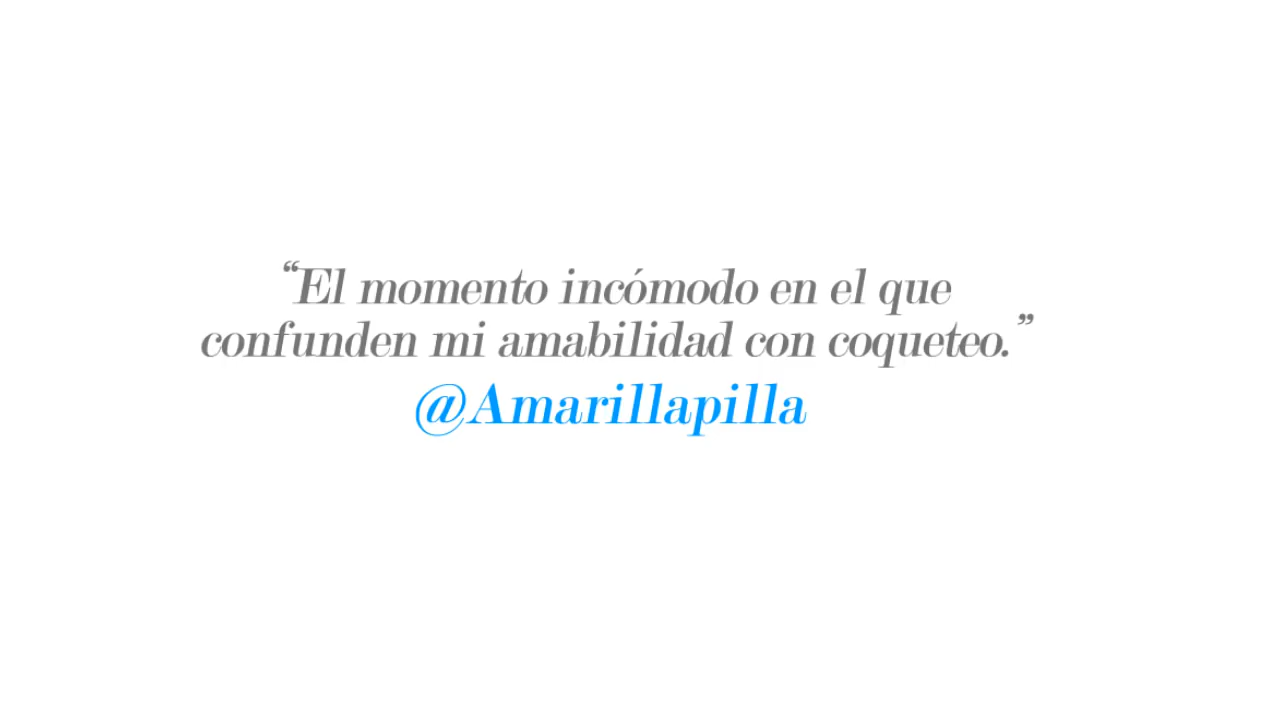 “El momento incómodo en el que
confunden mi amabilidad con coqueteo.”
@Amarillapilla